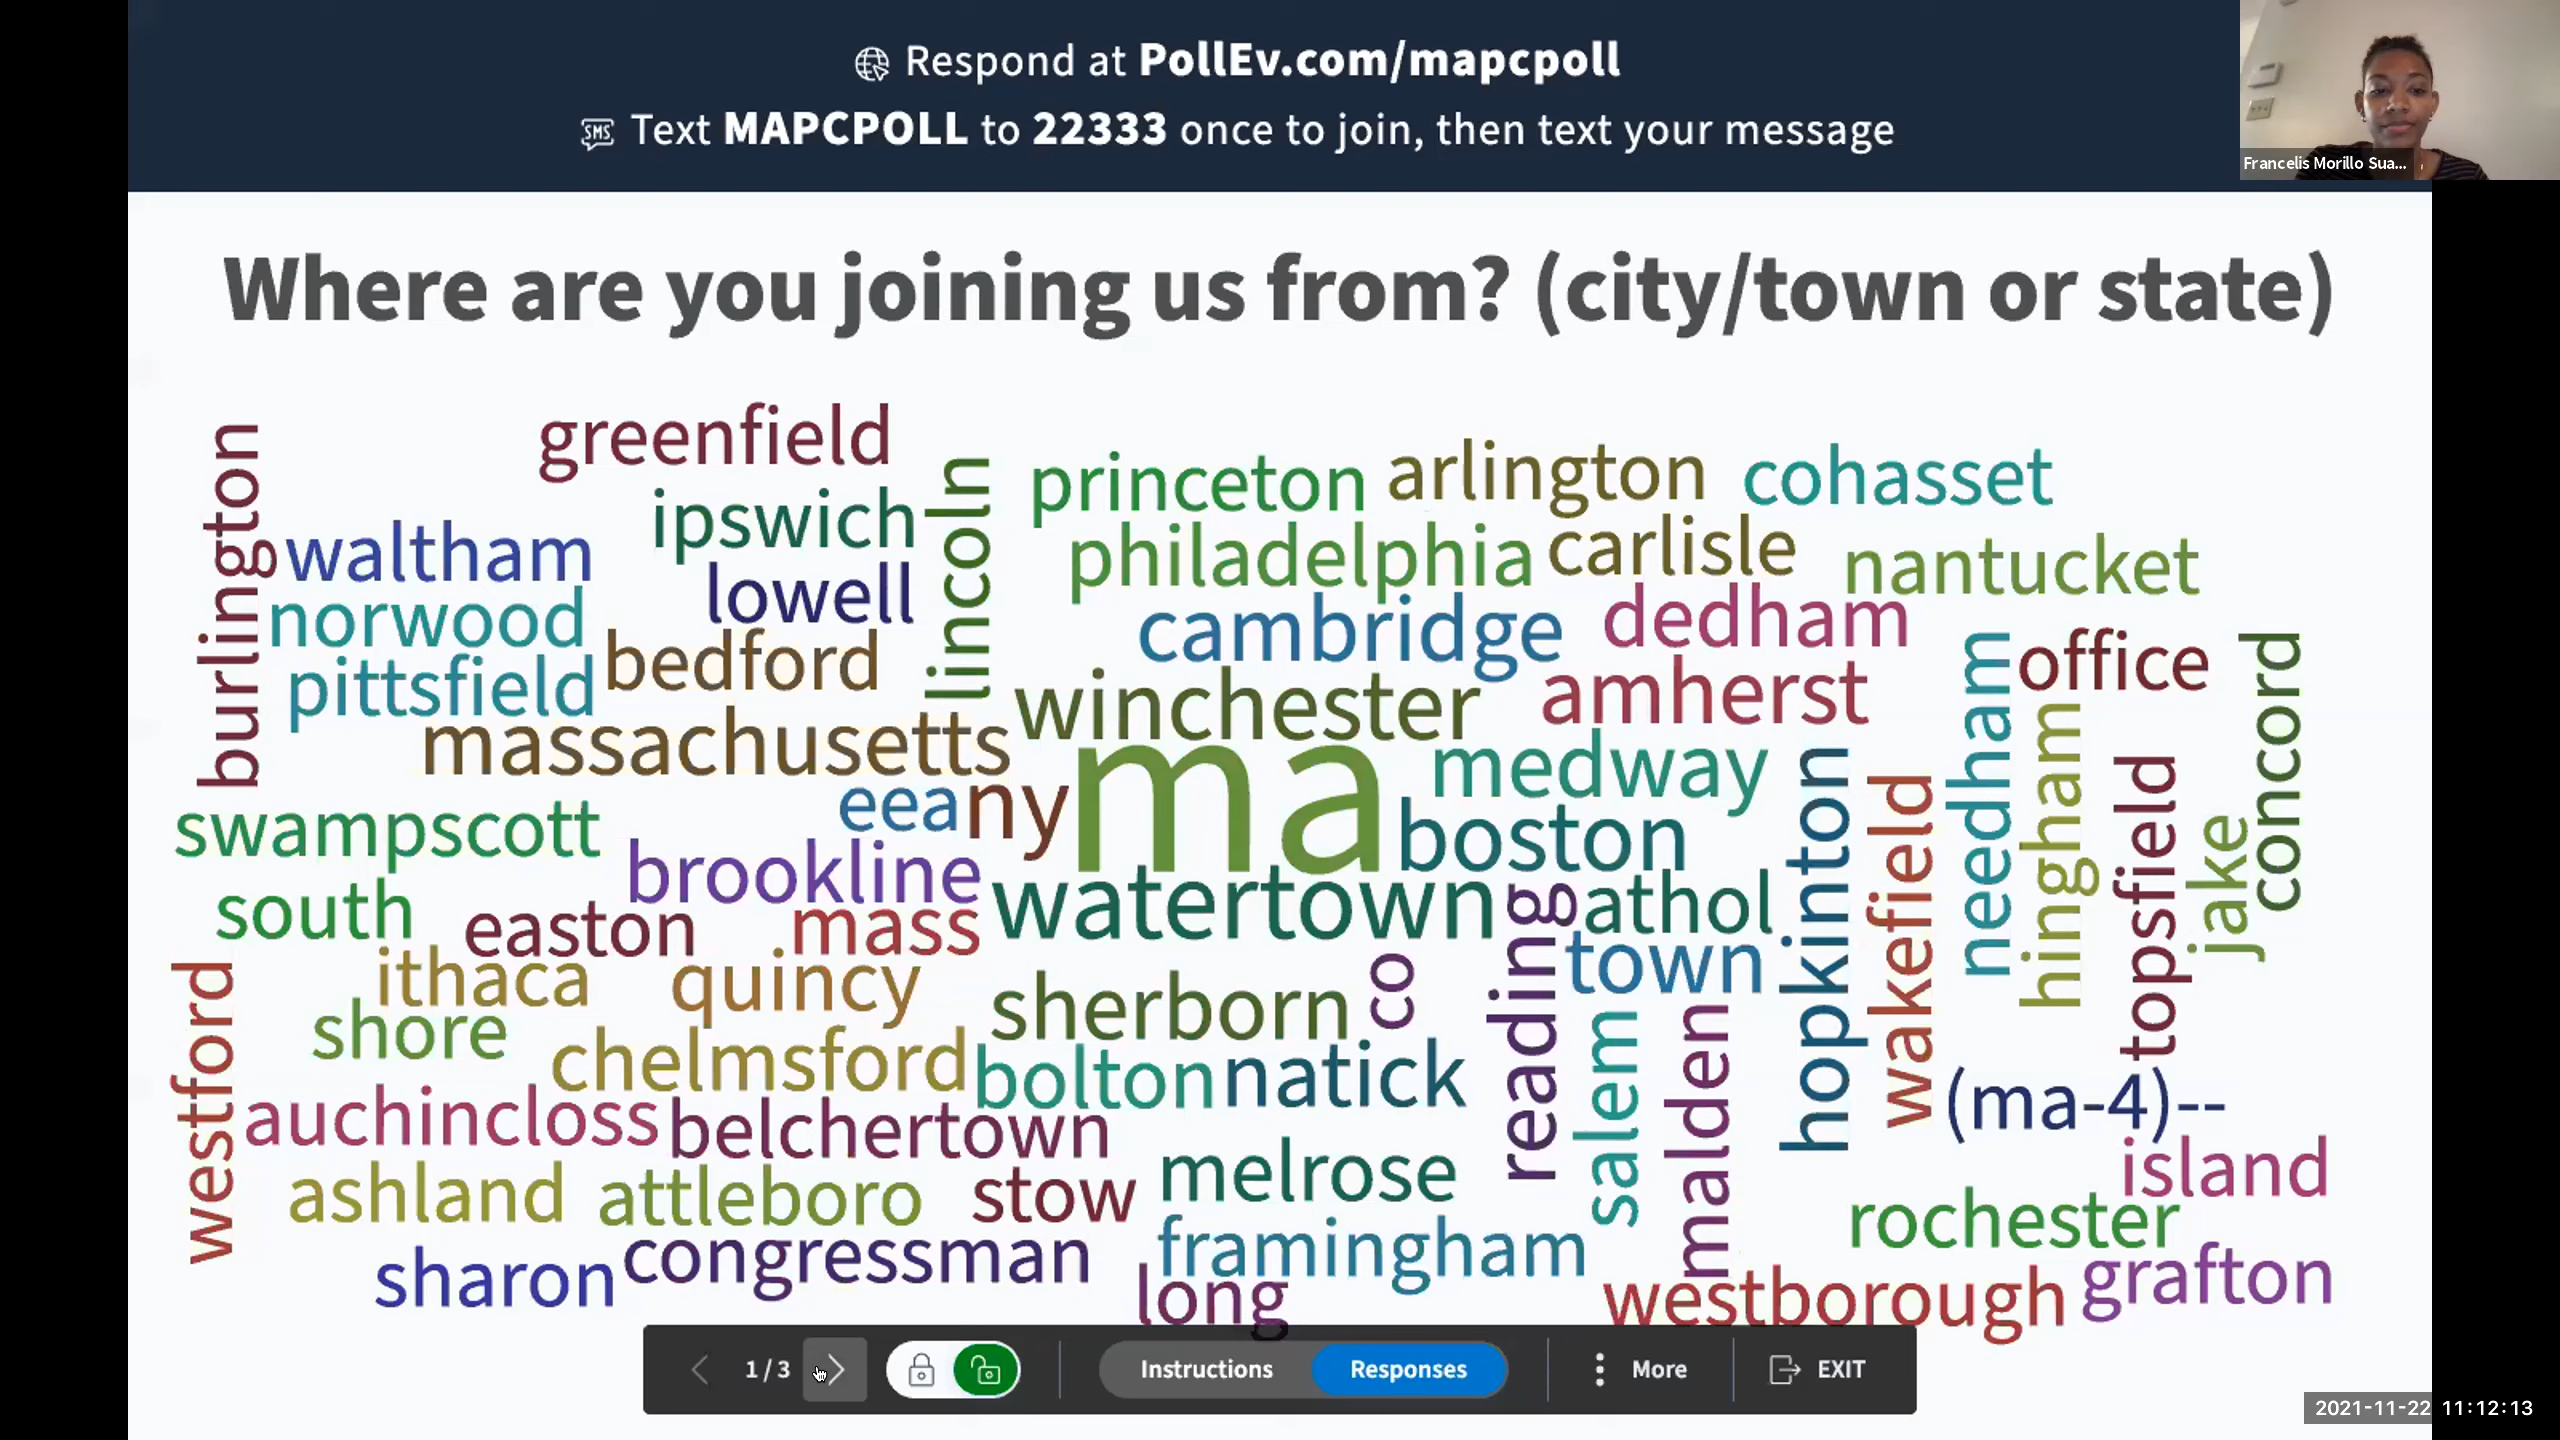 Respond at PollEv.com/mapcpoll
Text MAPCPOLL to 22333 once to join, then text your message
Francelis Morillo Sua...
Where are you joining us from? (city/town or state)
burlington
greenfield
lincoln
princeton
arlington
cohasset
ipswich
waltham
philadelphia
carlisle
nantucket
lowell
norwood
cambridge
dedham
bedford
pittsfield
winchester
amherst
needham
office
concord
massachusetts
ma
medway
hopkinton
wakefield
hingham
topsfield
jake
eea
ny
swampscott
boston
brookline
watertown
reading
athol
south
easton
mass
town
westford
ithaca
quincy
sherborn
co
shore
salem
malden
chelmsford
bolton
natick
(ma-4)--
auchincloss
belchertown
melrose
island
ashland
attleboro
stow
rochester
framingham
sharon
congressman
long
westborough
grafton
1 / 3
Instructions
Responses
More
EXIT
2021-11-22 11:12:13
SMS